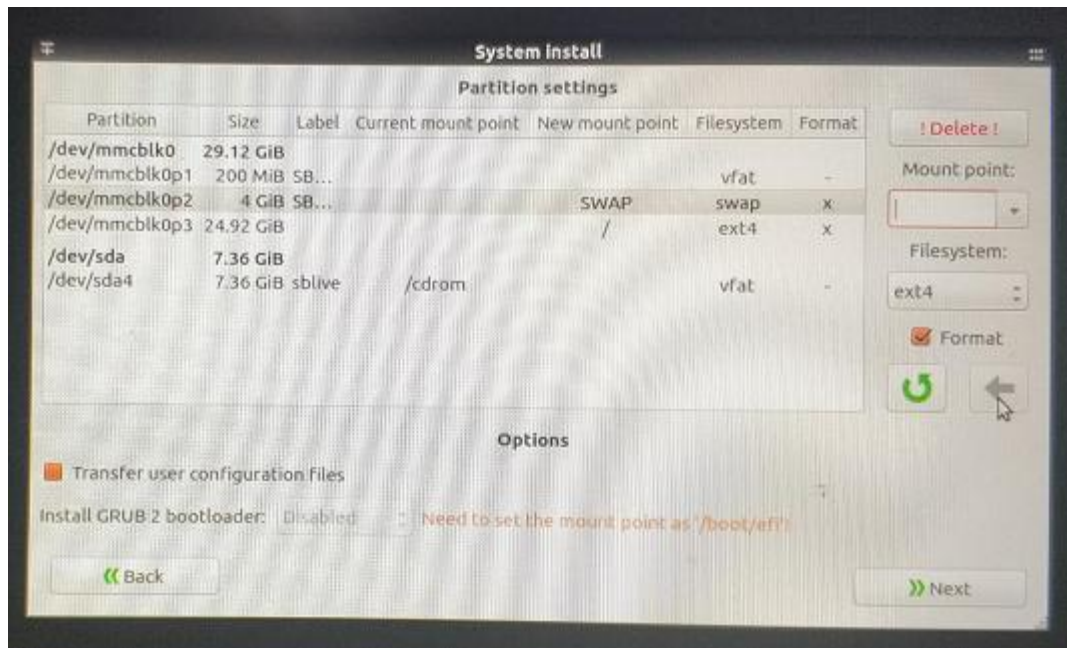 System install
Partition settings
Partition Size Label Current mount point New mount point Filesystem Format
/dev/mmcblk0 29.12 GiB
/dev/mmcblk0p1 200 MiB SB... vfat -
/dev/mmcblk0p2 4 GiB SB... SWAP swap x
/dev/mmcblk0p3 24.92 GiB / ext4 x
/dev/sda 7.36 GiB
/dev/sda4 7.36 GiB sblive /cdrom vfat -
! Delete !
Mount point:
Filesystem:
ext4
Format
Options
Transfer user configuration files
Install GRUB 2 bootloader: Disabled Need to set the mount point as '/boot/efi'!
Back
Next